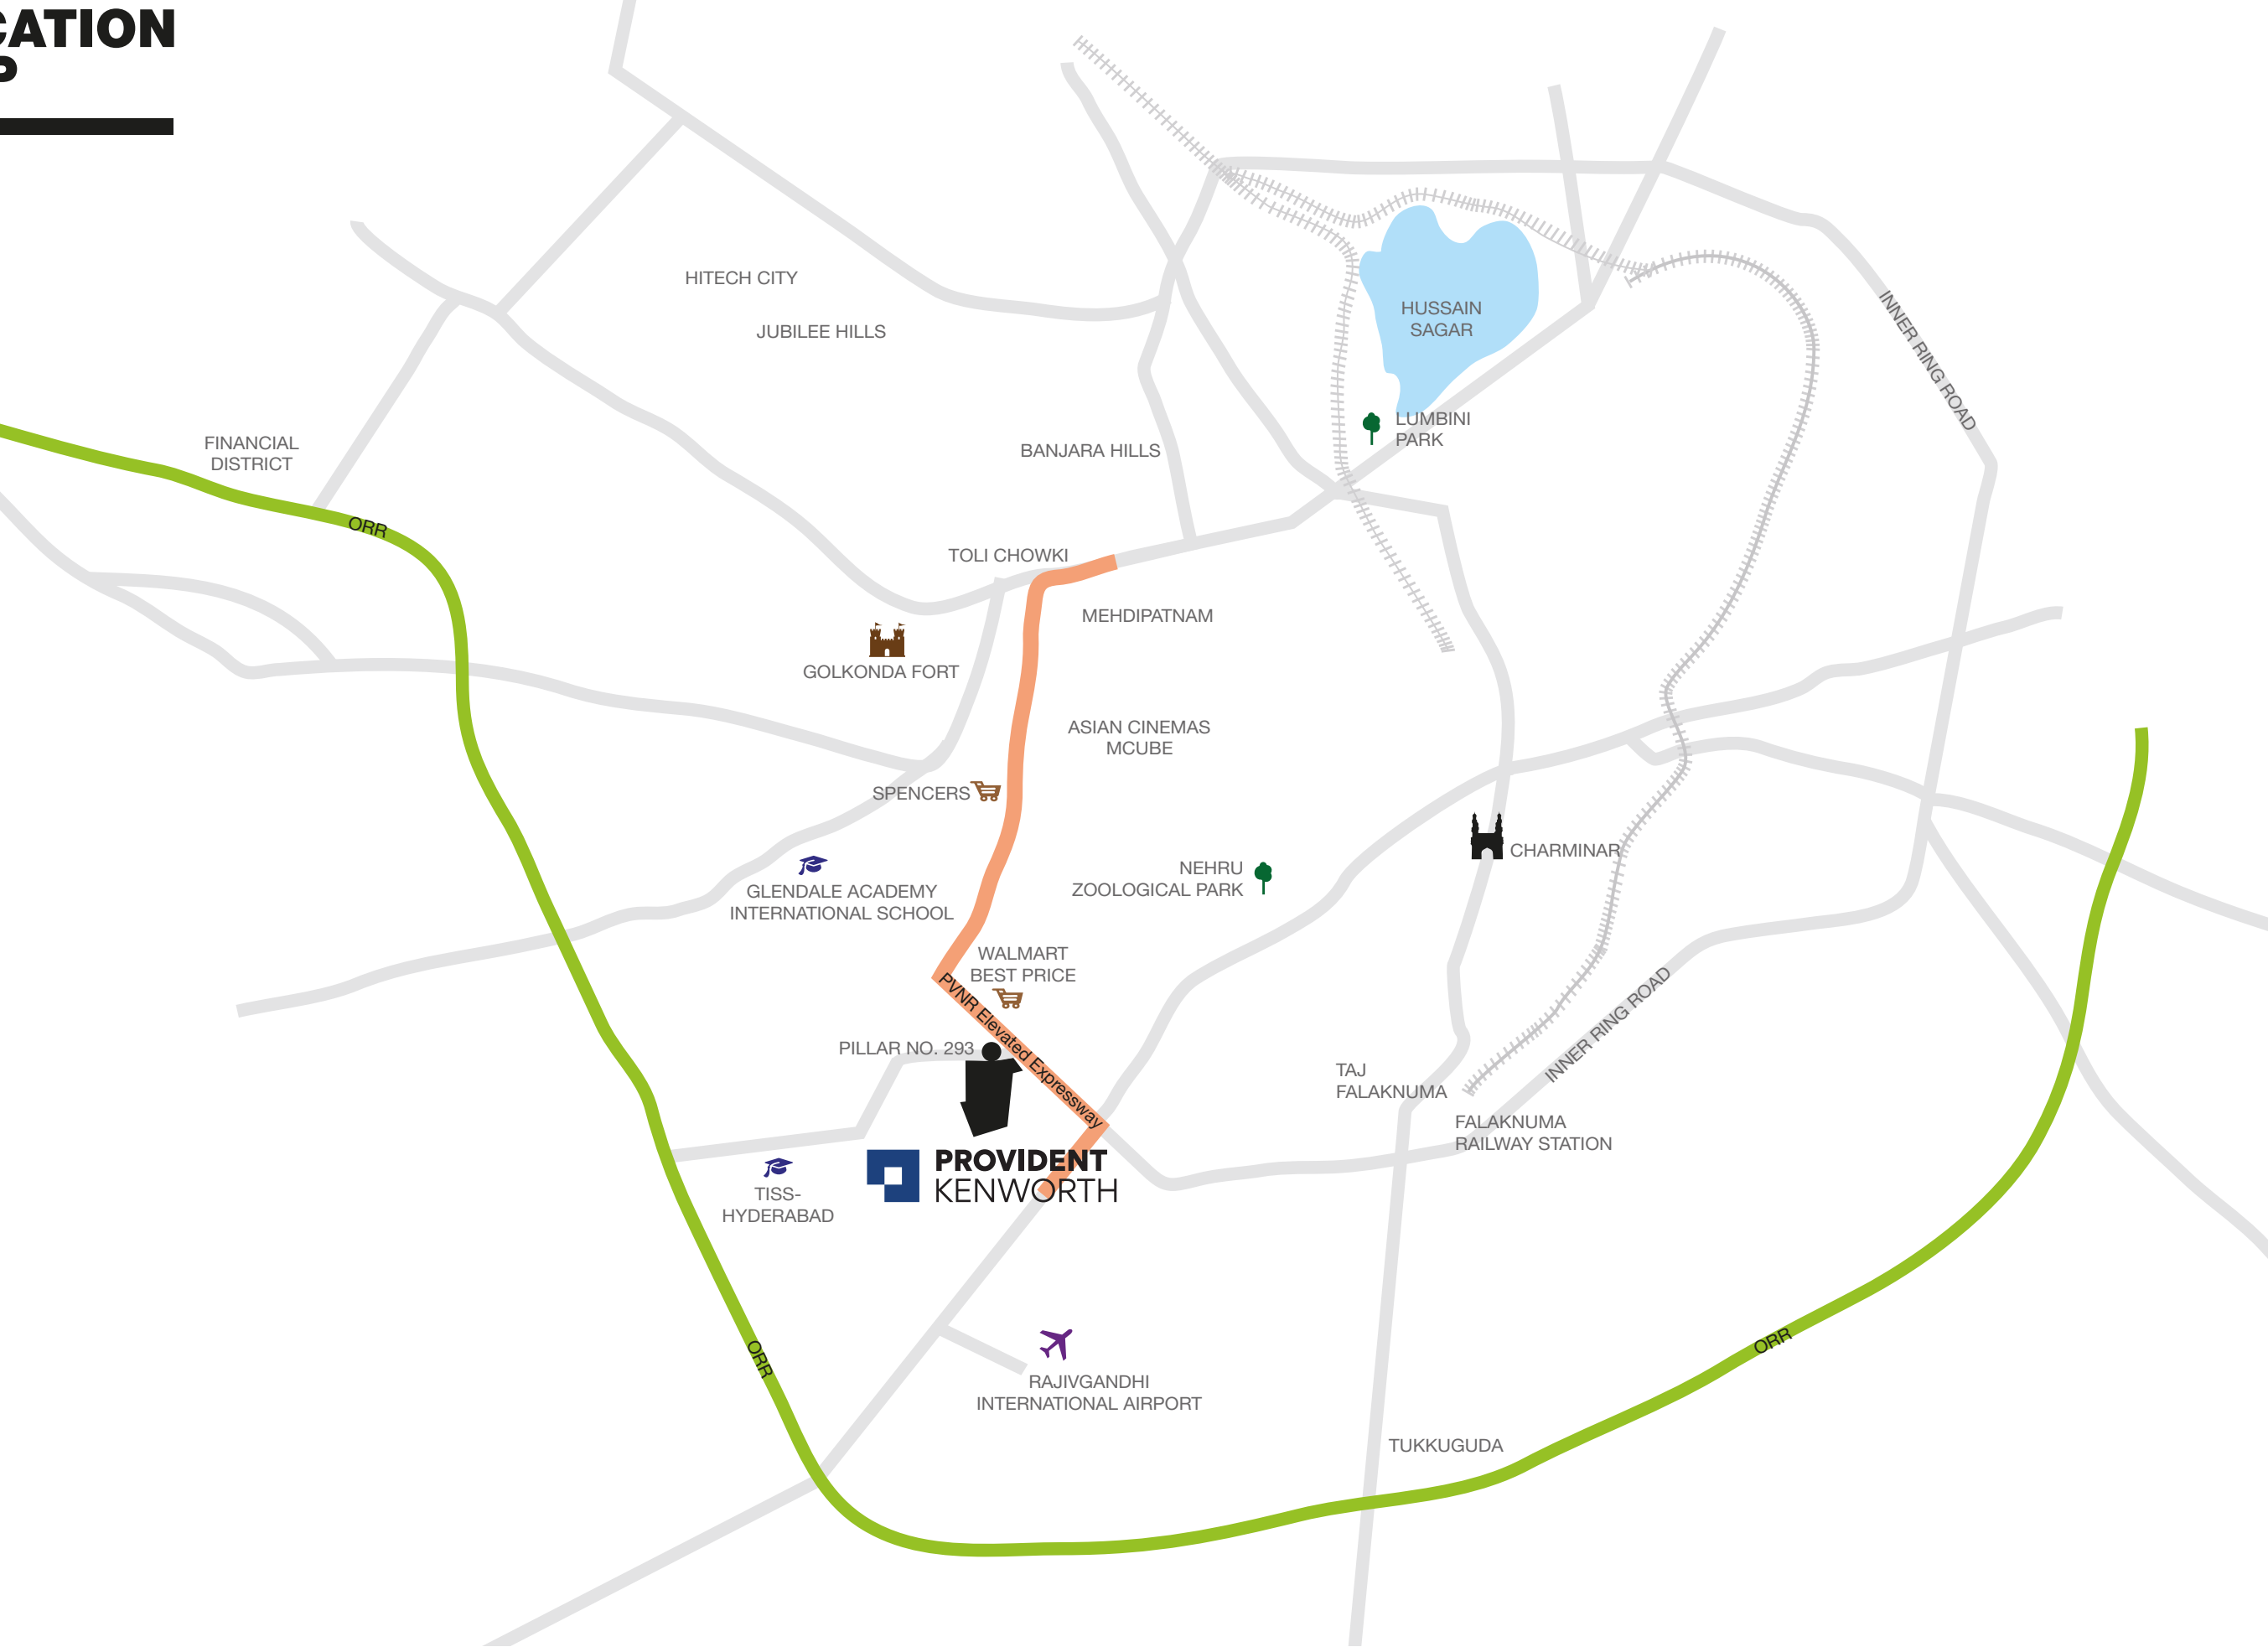 CATION
P
HITECH CITY
JUBILEE HILLS
HUSSAIN
SAGAR
INNER RING ROAD
LUMBINI
PARK
FINANCIAL
DISTRICT
BANJARA HILLS
ORR
TOLI CHOWKI
MEHDIPATNAM
GOLKONDA FORT
ASIAN CINEMAS
MCUBE
SPENCERS
CHARMINAR
NEHRU
ZOOLOGICAL PARK
GLENDALE ACADEMY
INTERNATIONAL SCHOOL
WALMART
BEST PRICE
PVNR Elevated Expressway
INNER RING ROAD
PILLAR NO. 293
TAJ
FALAKNUMA
FALAKNUMA
RAILWAY STATION
PROVIDENT
KENWORTH
TISS-
HYDERABAD
ORR
ORR
RAJIVGANDHI
INTERNATIONAL AIRPORT
TUKKUGUDA